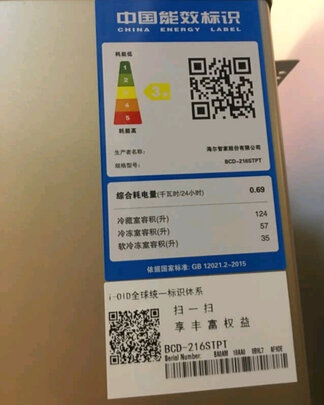 中国能效标识
CHINA ENERGY LABEL
耗能低
1
2
3
4
5
3级
耗能高
生产者名称: 海尔智家股份有限公司
规格型号: BCD-216STPT
综合耗电量(千瓦时/24小时) 0.69
冷藏室容积(升) 124
冷冻室容积(升) 57
软冷冻室容积(升) 35
依据国家标准: GB 12021.2-2015
i-OID全球统一标识体系
扫一扫
享丰富权益
BCD-216STPT
Serial Number: